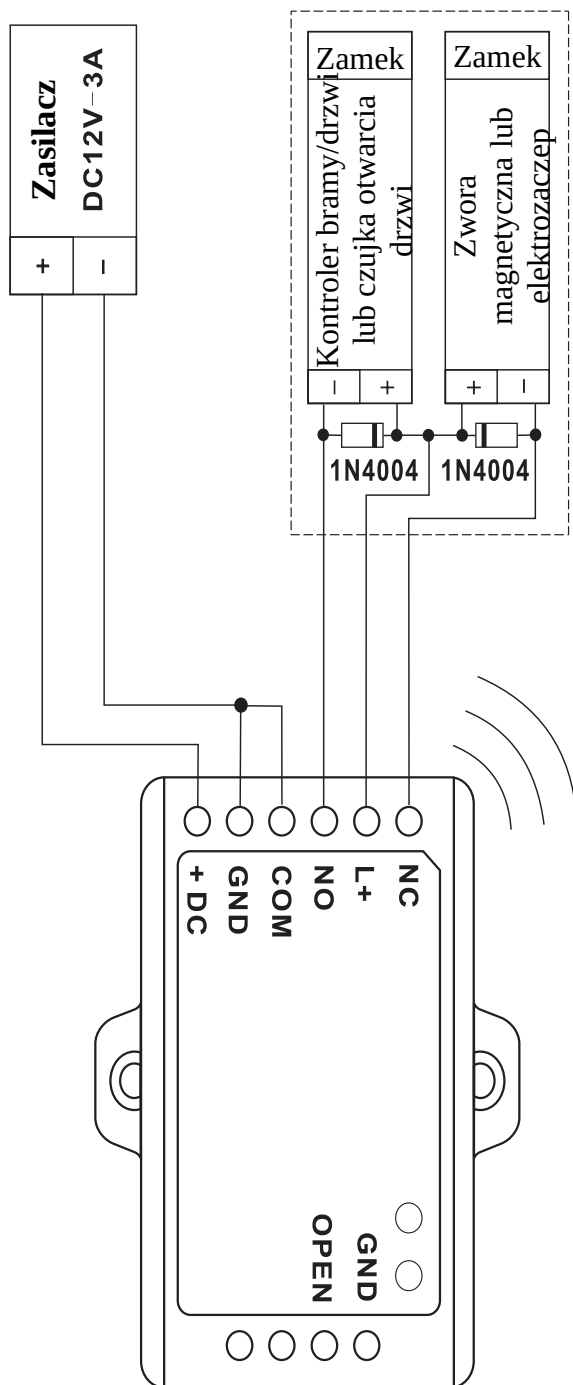 Zasilacz
DC12V-3A
+
−
Zamek
Kontroler bramy/drzwi
lub czujka otwarcia
drzwi
−
+
Zamek
Zwora
magnetyczna lub
elektrozaczep
+
−
1N4004
1N4004
+ DC
GND
COM
NO
L+
NC
OPEN
GND